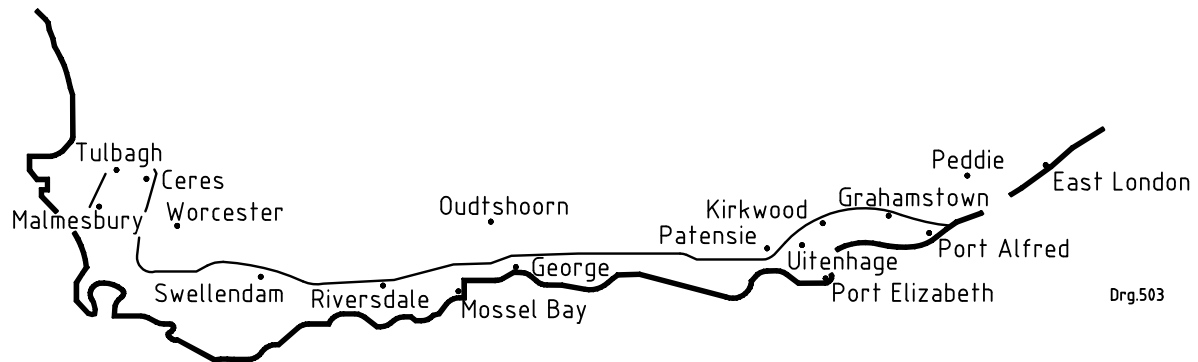 Tulbagh
Ceres
Malmesbury
Worcester
Swellendam
Riversdale
Mossel Bay
Oudtshoorn
George
Patensie
Kirkwood
Uitenhage
Port Elizabeth
Grahamstown
Port Alfred
Peddie
East London
Drg.503